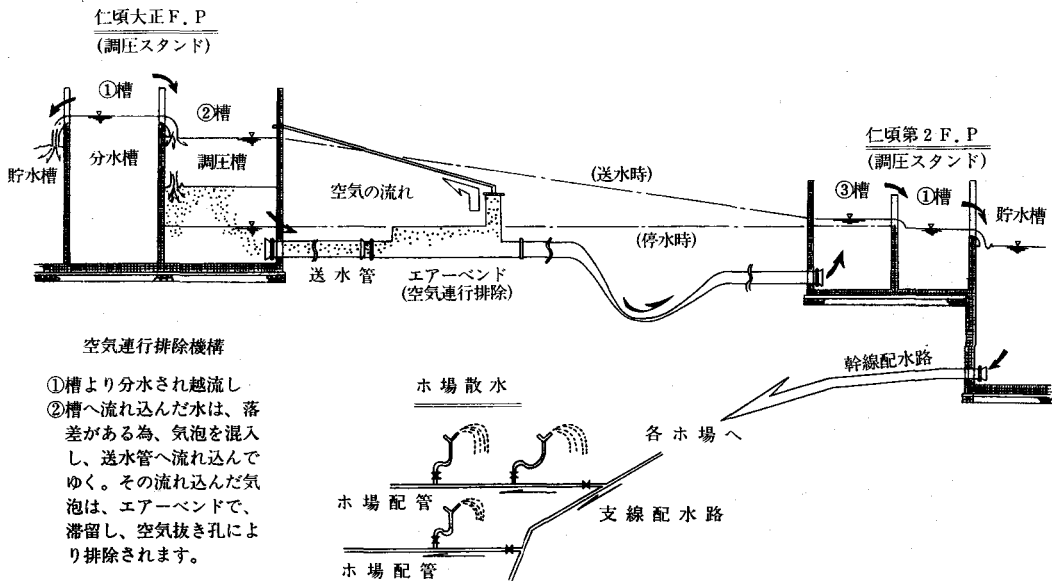 仁頃大正F.P
(調圧スタンド)
①槽
②槽
貯水槽
分水槽
調圧槽
空気の流れ
(送水時)
(停水時)
送水管
エアーベンド
(空気連行排除)
仁頃第2F.P
(調圧スタンド)
③槽
①槽
貯水槽
空気連行排除機構
①槽より分水され越流し
②槽へ流れ込んだ水は、落
差がある為、気泡を混入
し、送水管へ流れ込んで
ゆく。その流れ込んだ気
泡は、エアーベンドで、
滞留し、空気抜き孔によ
り排除されます。
ホ場散水
ホ場配管
ホ場配管
幹線配水路
各ホ場へ
支線配水路